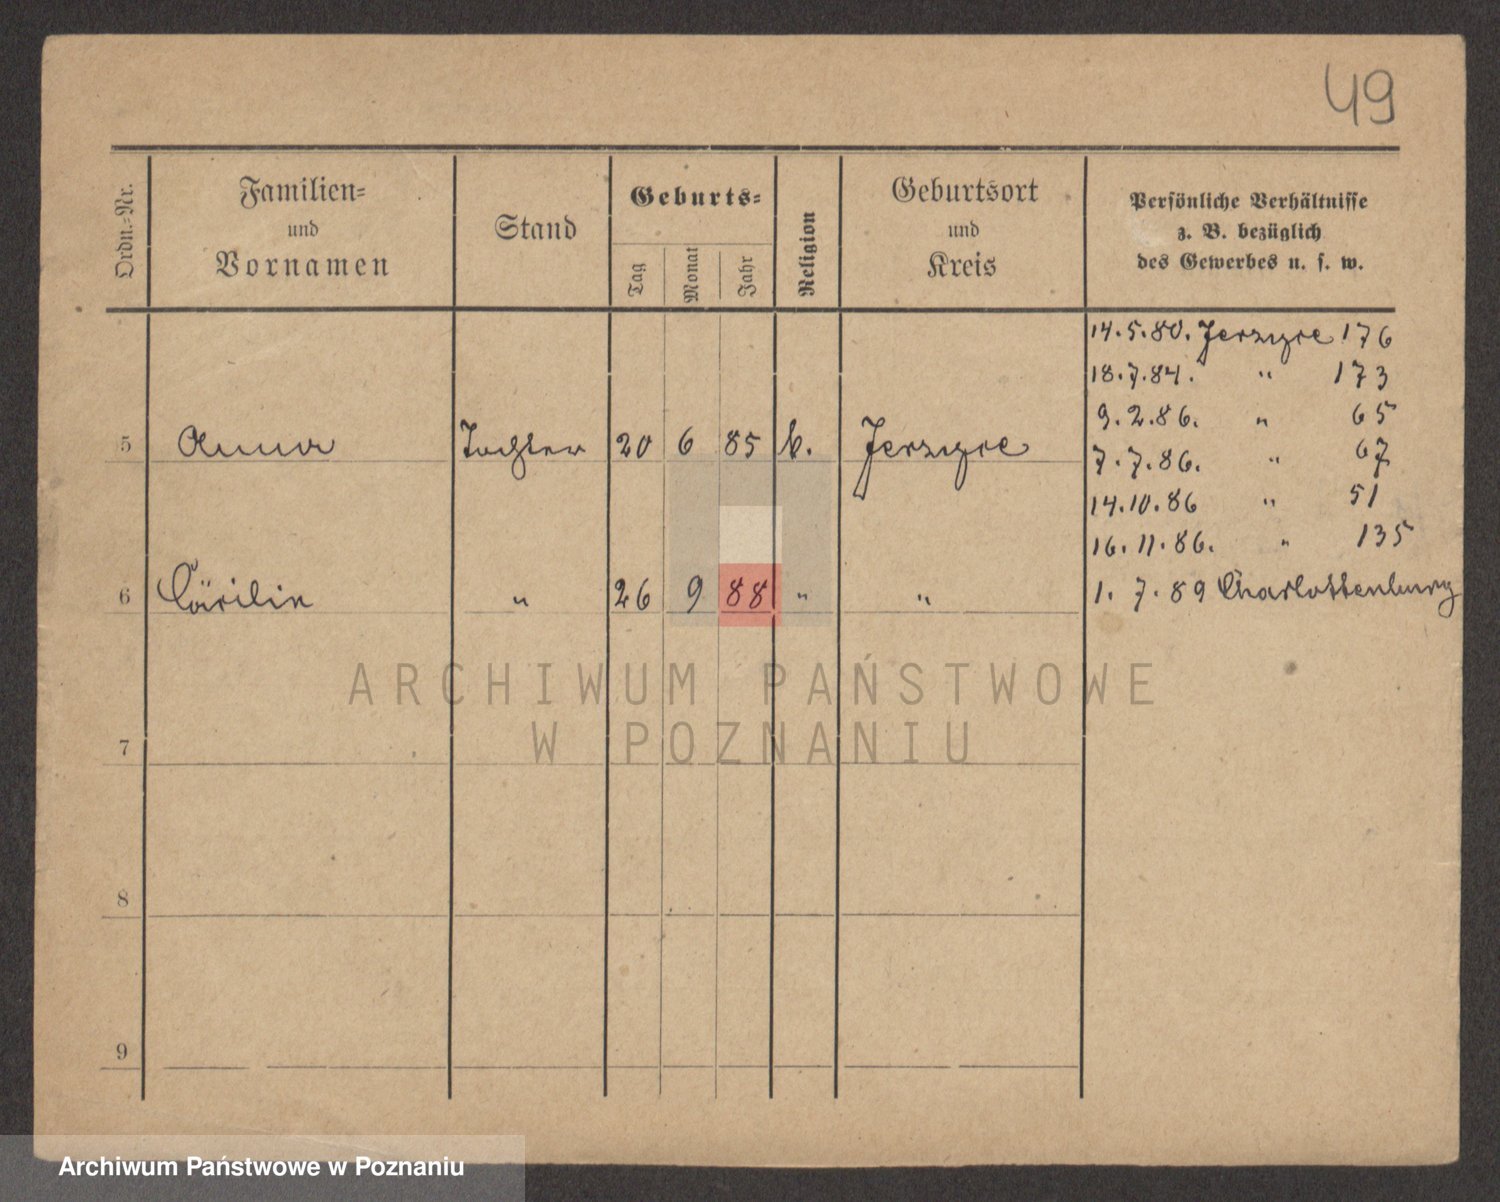 49
Ordn.=Nr.
Familien=
und
Vornamen
Stand
Geburts=
Tag
Monat
Jahr
Religion
Geburtsort
und
Kreis
Persönliche Verhältnisse
z. B. bezüglich
des Gewerbes u. s. w.
14.5.80. Jerzyce 176
18.7.84. " 173
9.2.86. " 65
5 Anna Tochter 20 6 85 k. Jerzyce
7.7.86. " 67
14.10.86 " 51
16.11.86. " 135
6 Cäcilie " 26 9 88 " "
1.7.89 Charlottenburg
ARCHIWUM PAŃSTWOWE
W POZNANIU
7
8
9
Archiwum Państwowe w Poznaniu